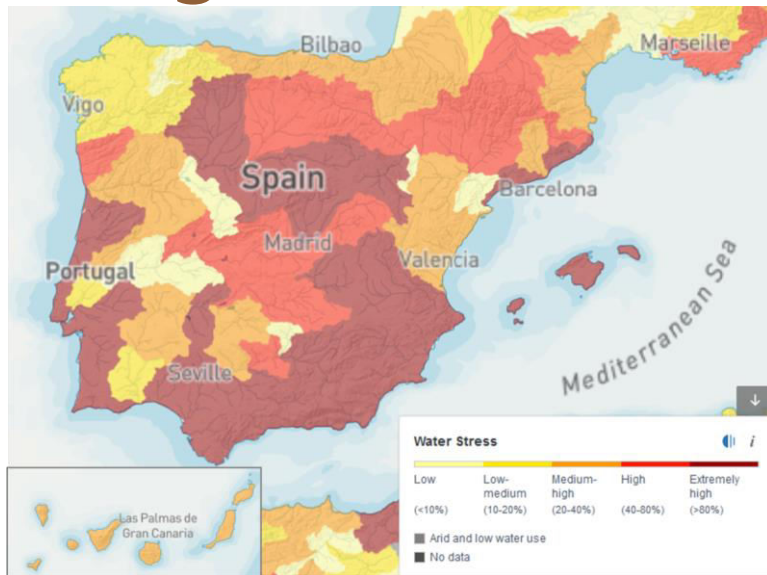 Bilbao
Marseille
Vigo
Spain
Barcelona
Madrid
Portugal
Valencia
Mediterranean Sea
Seville
Las Palmas de
Gran Canaria
Water Stress
i
Low
Low-
medium
Medium-
high
High
Extremely
high
(<10%)
(10-20%)
(20-40%)
(40-80%)
(>80%)
Arid and low water use
No data